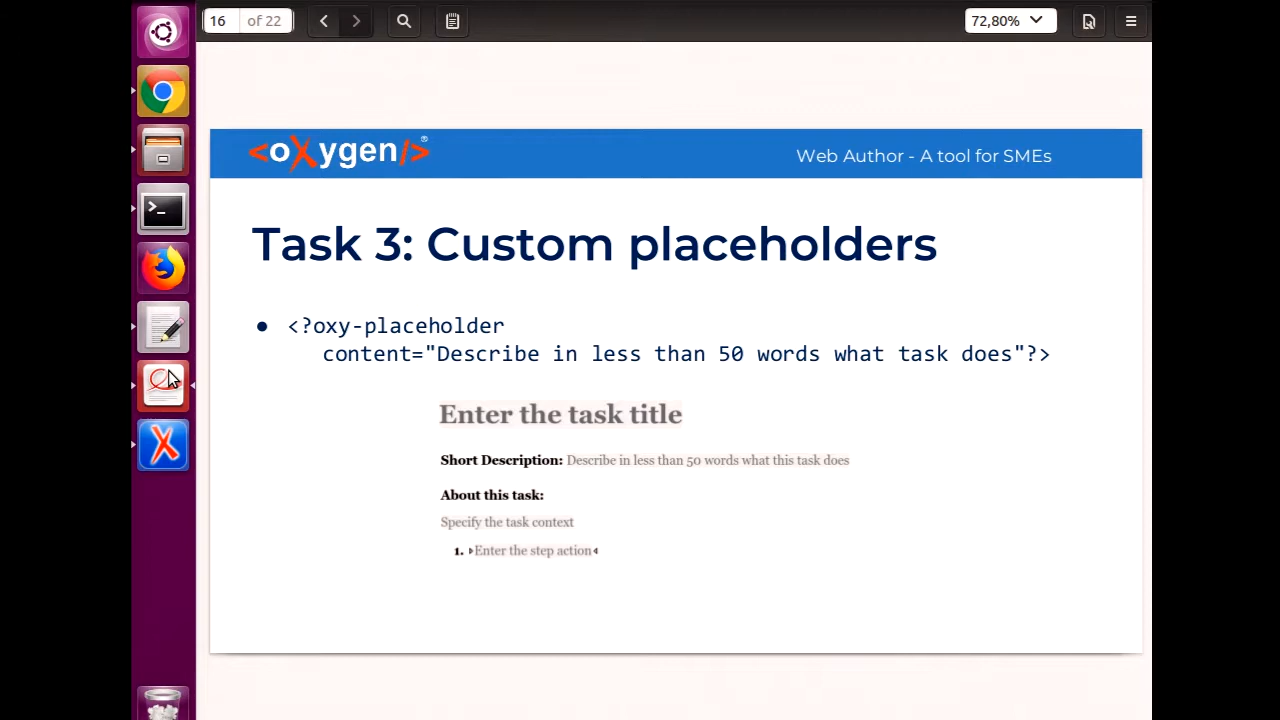 16 of 22
72,80%
<oXygen/>®
Web Author - A tool for SMEs
Task 3: Custom placeholders
● <?oxy-placeholder
content="Describe in less than 50 words what task does"?>
Enter the task title
Short Description: Describe in less than 50 words what this task does
About this task:
Specify the task context
1. Enter the step action